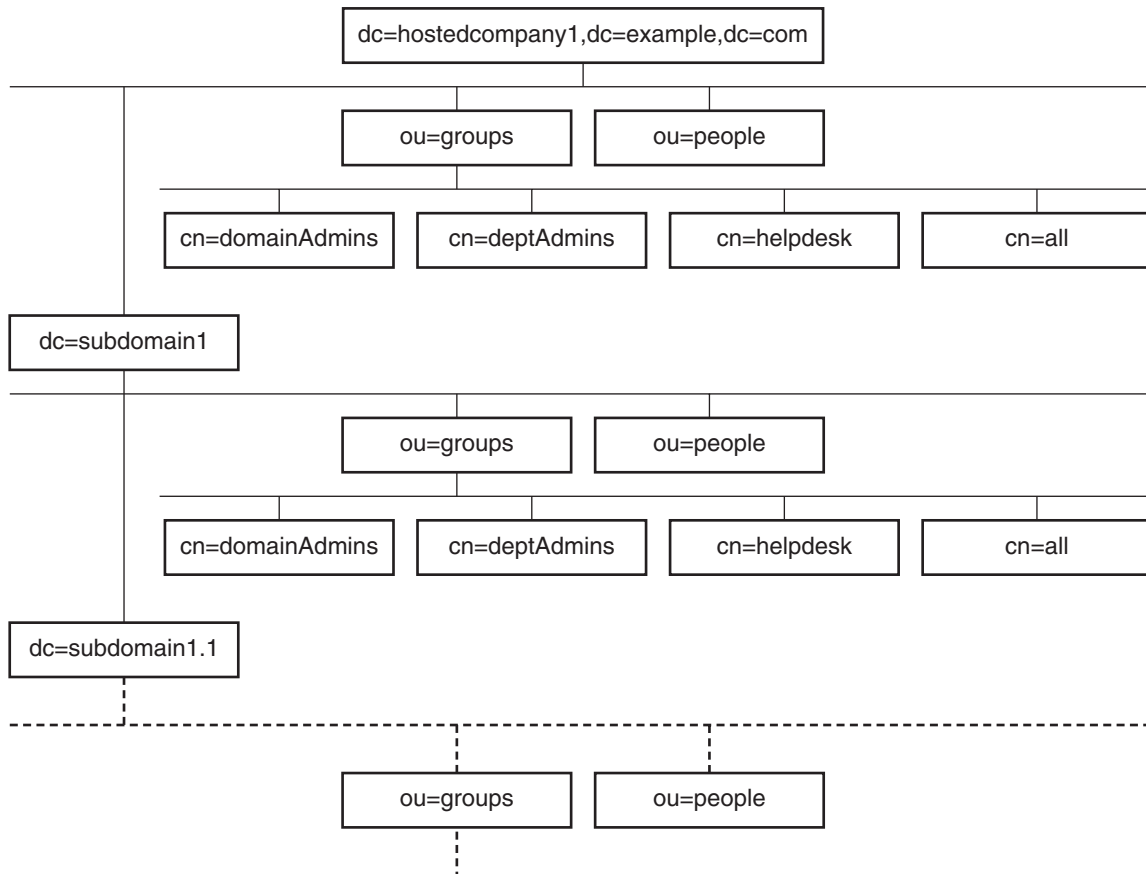 dc=hostedcompany1,dc=example,dc=com
ou=groups
ou=people
cn=domainAdmins
cn=deptAdmins
cn=helpdesk
cn=all
dc=subdomain1
ou=groups
ou=people
cn=domainAdmins
cn=deptAdmins
cn=helpdesk
cn=all
dc=subdomain1.1
ou=groups
ou=people